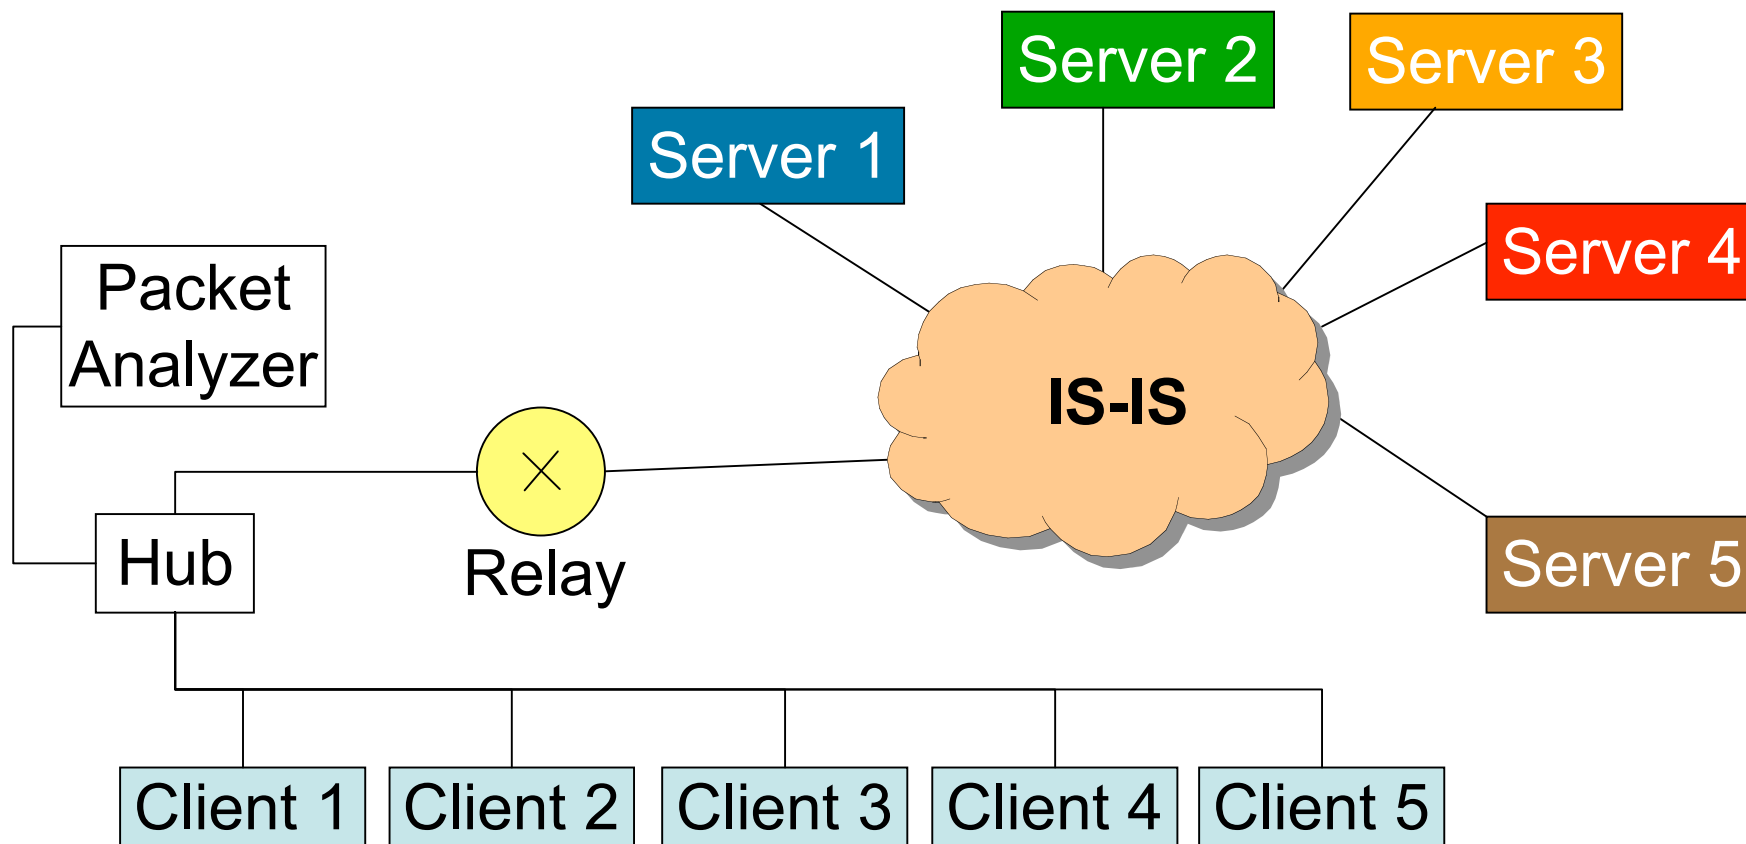 Server 2
Server 3
Server 1
Server 4
Packet
Analyzer
IS-IS
Hub
Relay
Server 5
Client 1
Client 2
Client 3
Client 4
Client 5